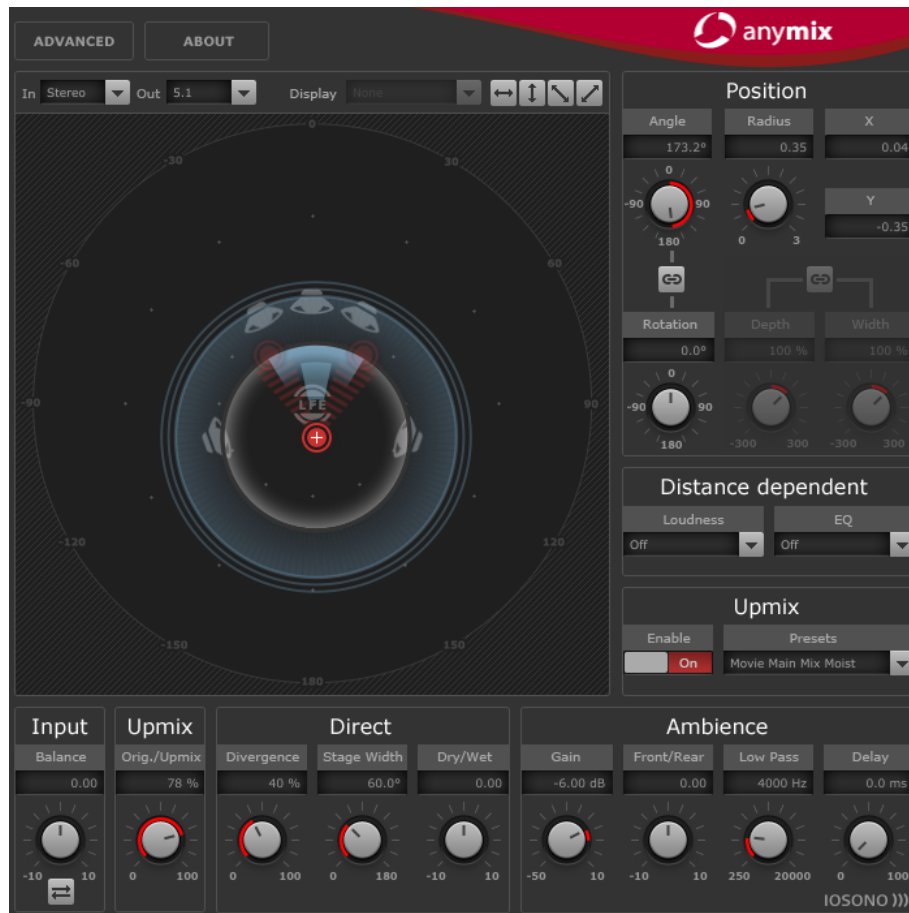 ADVANCED ABOUT anymix
In Stereo Out 5.1 Display None
Position
Angle Radius X
173.2° 0.35 0.04
0
-90 90
180 0 3
Y
-0.35
Rotation Depth Width
0.0° 100 % 100 %
0
-90 90
180 -300 300 -300 300
0
-30 30
-60 60
-90 90
-120 120
-150 150
180
LFE
Distance dependent
Loudness EQ
Off Off
Upmix
Enable Presets
On Movie Main Mix Moist
Input
Balance
0.00
-10 10
Upmix
Orig./Upmix
78 %
0 100
Direct
Divergence Stage Width Dry/Wet
40 % 60.0° 0.00
0 100 0 180 -10 10
Ambience
Gain Front/Rear Low Pass Delay
-6.00 dB 0.00 4000 Hz 0.0 ms
-50 10 -10 10 250 20000 0 100
IOSONO )))